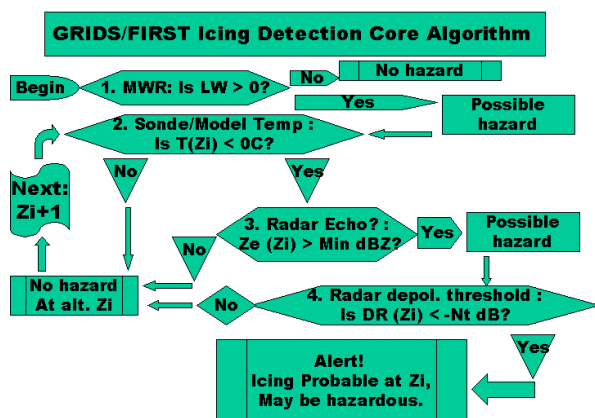 GRIDS/FIRST Icing Detection Core Algorithm
Begin
1. MWR: Is LW > 0?
No
No hazard
Yes
Possible
hazard
2. Sonde/Model Temp :
Is T(Zi) < 0C?
No
Yes
Next:
Zi+1
3. Radar Echo? :
Ze (Zi) > Min dBZ?
Yes
Possible
hazard
No
No hazard
At alt. Zi
No
4. Radar depol. threshold :
Is DR (Zi) < -Nt dB?
Yes
Alert!
Icing Probable at Zi,
May be hazardous.